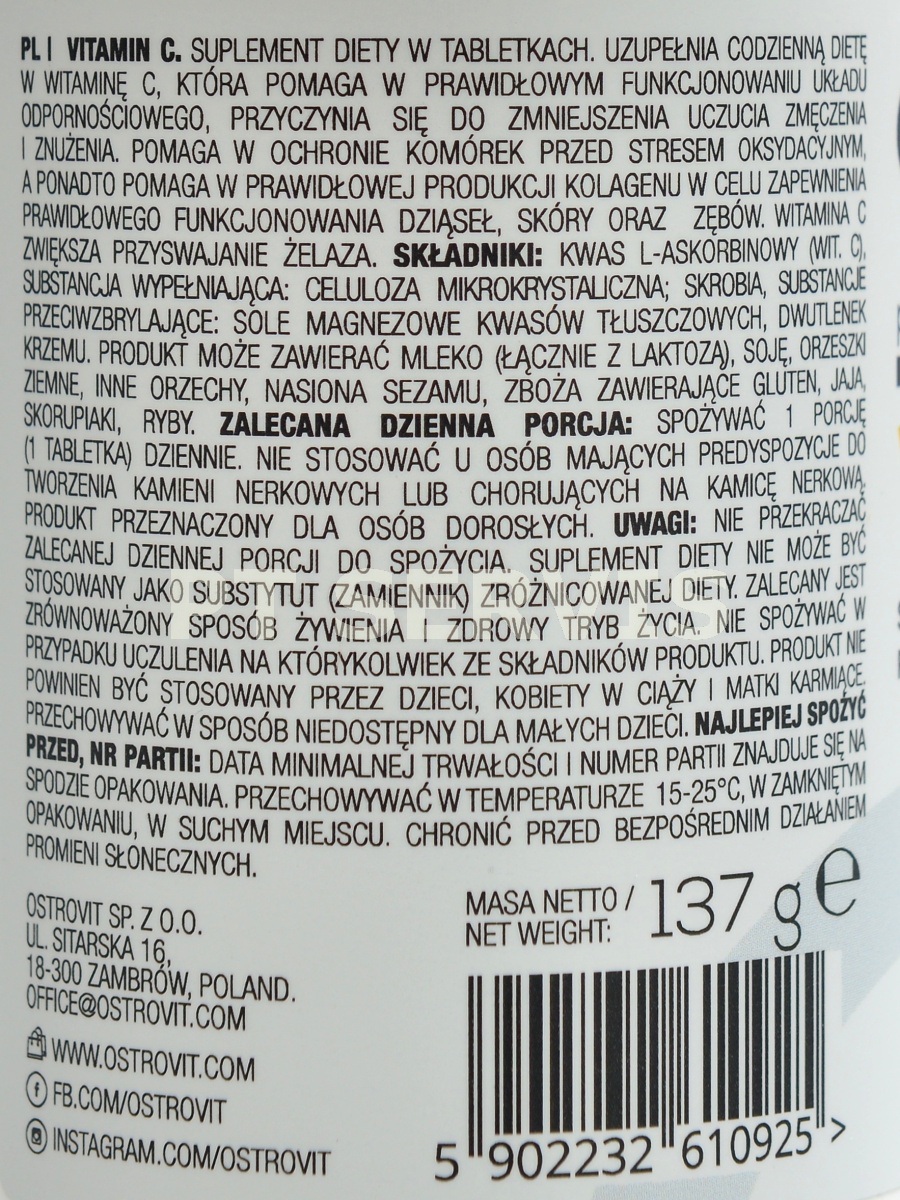 PL | VITAMIN C. SUPLEMENT DIETY W TABLETKACH. UZUPEŁNIA CODZIENNĄ DIETĘ
W WITAMINĘ C, KTÓRA POMAGA W PRAWIDŁOWYM FUNKCJONOWANIU UKŁADU
ODPORNOŚCIOWEGO, PRZYCZYNIA SIĘ DO ZMNIEJSZENIA UCZUCIA ZMĘCZENIA
I ZNUŻENIA. POMAGA W OCHRONIE KOMÓREK PRZED STRESEM OKSYDACYJNYM,
A PONADTO POMAGA W PRAWIDŁOWEJ PRODUKCJI KOLAGENU W CELU ZAPEWNIENIA
PRAWIDŁOWEGO FUNKCJONOWANIA DZIĄSEŁ, SKÓRY ORAZ ZĘBÓW. WITAMINA C
ZWIĘKSZA PRZYSWAJANIE ŻELAZA. SKŁADNIKI: KWAS L-ASKORBINOWY (WIT. C),
SUBSTANCJA WYPEŁNIAJĄCA: CELULOZA MIKROKRYSTALICZNA; SKROBIA, SUBSTANCJE
PRZECIWZBRYLAJĄCE: SOLE MAGNEZOWE KWASÓW TŁUSZCZOWYCH, DWUTLENEK
KRZEMU. PRODUKT MOŻE ZAWIERAĆ MLEKO (ŁĄCZNIE Z LAKTOZĄ), SOJĘ, ORZESZKI
ZIEMNE, INNE ORZECHY, NASIONA SEZAMU, ZBOŻA ZAWIERAJĄCE GLUTEN, JAJA,
SKORUPIAKI, RYBY. ZALECANA DZIENNA PORCJA: SPOŻYWAĆ 1 PORCJĘ
(1 TABLETKA) DZIENNIE. NIE STOSOWAĆ U OSÓB MAJĄCYCH PREDYSPOZYCJE DO
TWORZENIA KAMIENI NERKOWYCH LUB CHORUJĄCYCH NA KAMICĘ NERKOWĄ.
PRODUKT PRZEZNACZONY DLA OSÓB DOROSŁYCH. UWAGI: NIE PRZEKRACZAĆ
ZALECANEJ DZIENNEJ PORCJI DO SPOŻYCIA. SUPLEMENT DIETY NIE MOŻE BYĆ
STOSOWANY JAKO SUBSTYTUT (ZAMIENNIK) ZRÓŻNICOWANEJ DIETY. ZALECANY JEST
ZRÓWNOWAŻONY SPOSÓB ŻYWIENIA I ZDROWY TRYB ŻYCIA. NIE SPOŻYWAĆ W
PRZYPADKU UCZULENIA NA KTÓRYKOLWIEK ZE SKŁADNIKÓW PRODUKTU. PRODUKT NIE
POWINIEN BYĆ STOSOWANY PRZEZ DZIECI, KOBIETY W CIĄŻY I MATKI KARMIĄCE.
PRZECHOWYWAĆ W SPOSÓB NIEDOSTĘPNY DLA MAŁYCH DZIECI. NAJLEPIEJ SPOŻYĆ
PRZED, NR PARTII: DATA MINIMALNEJ TRWAŁOŚCI I NUMER PARTII ZNAJDUJE SIĘ NA
SPODZIE OPAKOWANIA. PRZECHOWYWAĆ W TEMPERATURZE 15-25°C, W ZAMKNIĘTYM
OPAKOWANIU, W SUCHYM MIEJSCU. CHRONIĆ PRZED BEZPOŚREDNIM DZIAŁANIEM
PROMIENI SŁONECZNYCH.
OSTROVIT SP. Z O.O.
UL. SITARSKA 16,
18-300 ZAMBRÓW, POLAND.
OFFICE@OSTROVIT.COM
WWW.OSTROVIT.COM
FB.COM/OSTROVIT
INSTAGRAM.COM/OSTROVIT
MASA NETTO / 137 g e
NET WEIGHT:
5 902232 610925 >